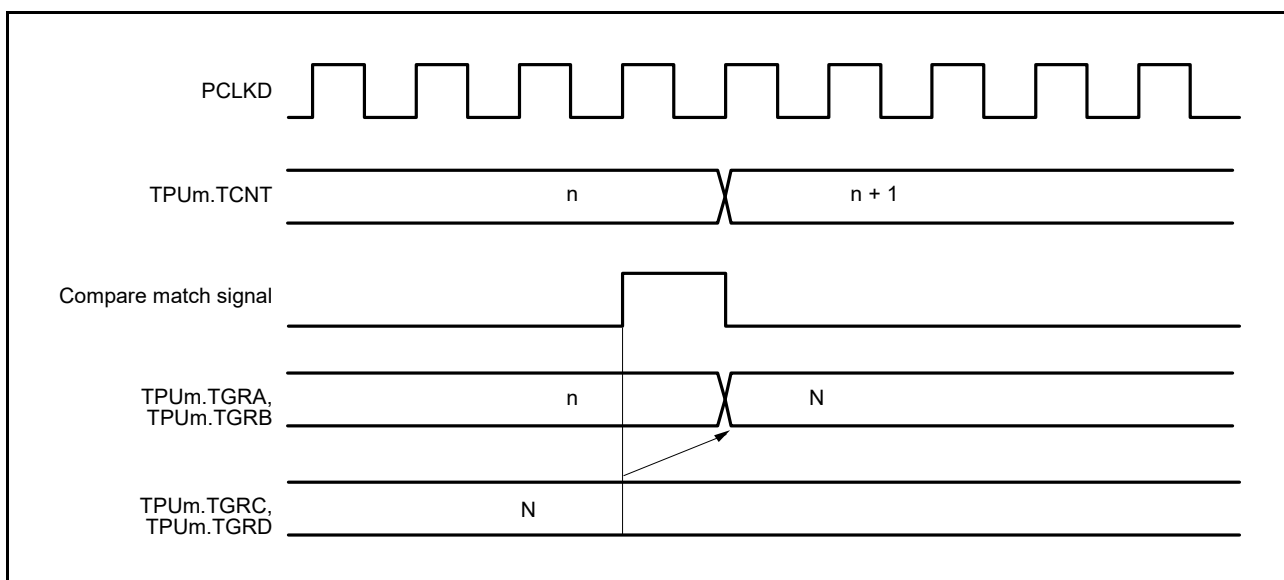 PCLKD
TPUm.TCNT
n
n + 1
Compare match signal
TPUm.TGRA,
TPUm.TGRB
n
N
TPUm.TGRC,
TPUm.TGRD
N